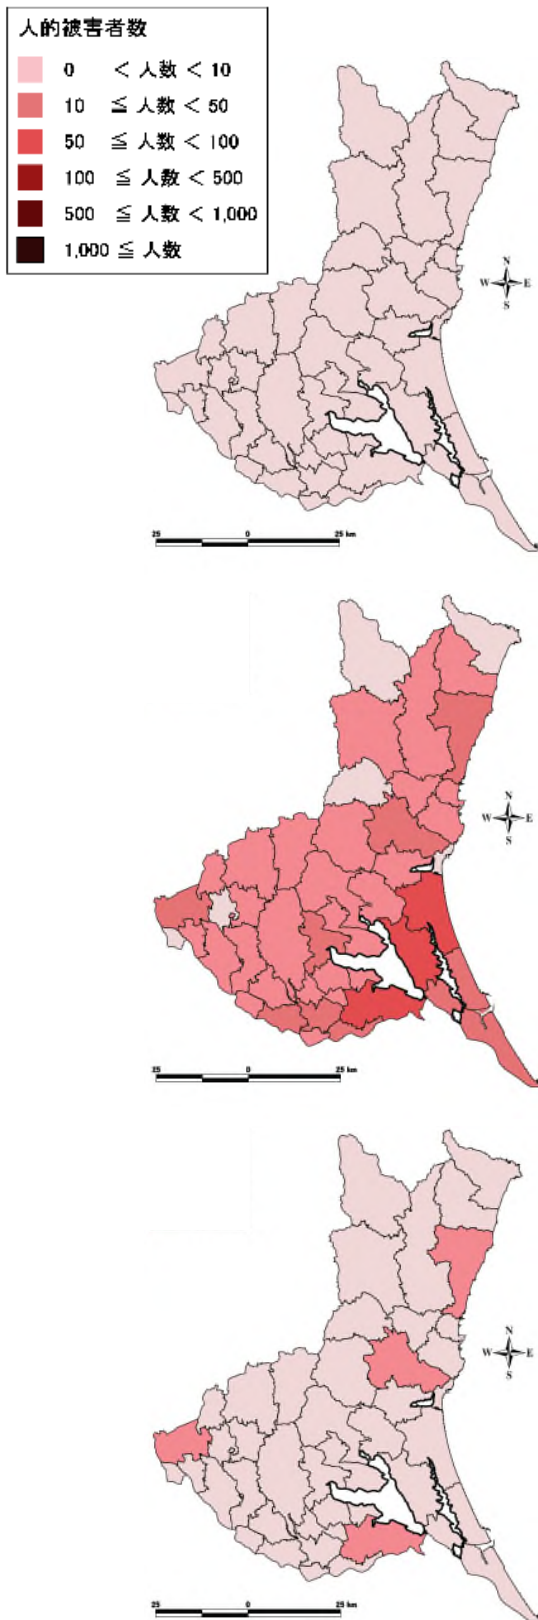 人的被害者数
0 < 人数 < 10
10 ≦ 人数 < 50
50 ≦ 人数 < 100
100 ≦ 人数 < 500
500 ≦ 人数 < 1,000
1,000 ≦ 人数
N
W E
S
25 0 25 km
N
W E
S
25 0 25 km
N
W E
S
25 0 25 km